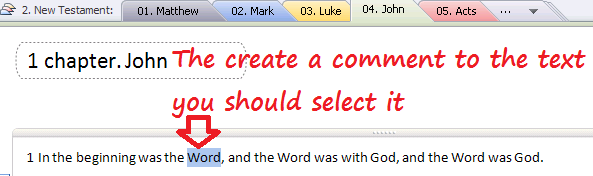 2. New Testament: 01. Matthew 02. Mark 03. Luke 04. John 05. Acts ...
1 chapter. John The create a comment to the text
you should select it
1 In the beginning was the Word, and the Word was with God, and the Word was God.